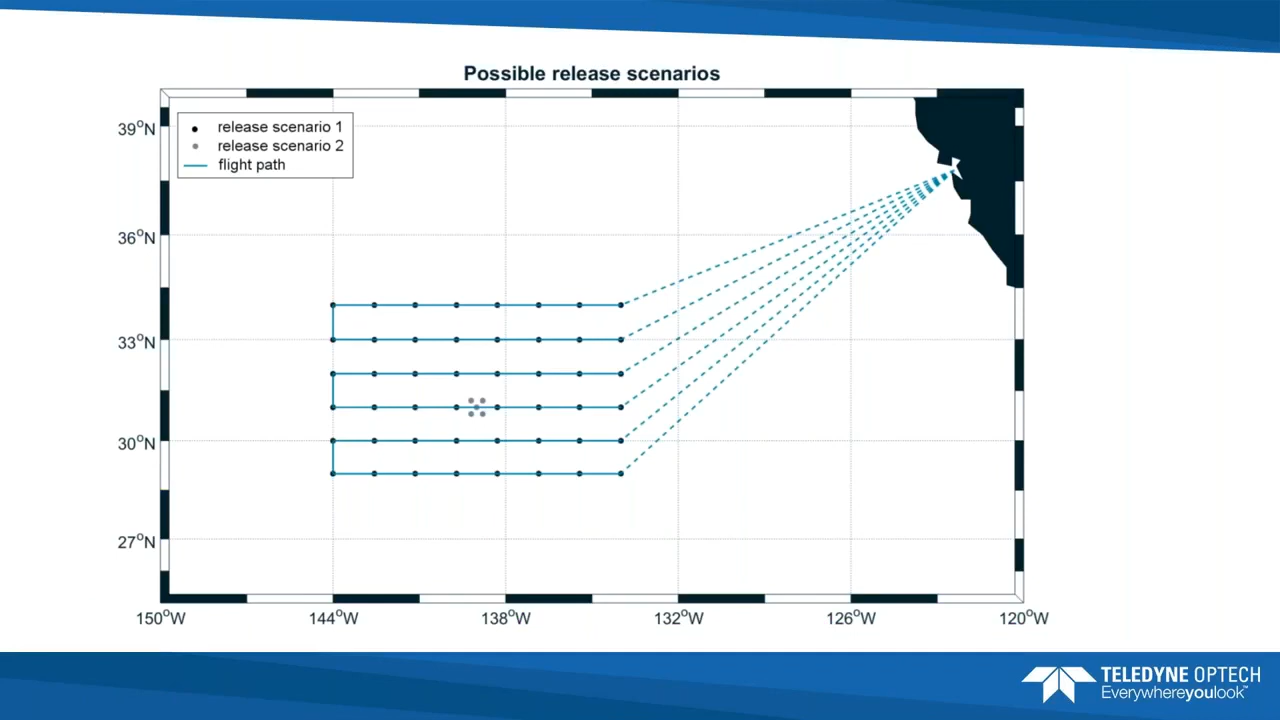 Possible release scenarios
release scenario 1
release scenario 2
flight path
39°N
36°N
33°N
30°N
27°N
150°W 144°W 138°W 132°W 126°W 120°W
TELEDYNE OPTECH
Everywhereyoulook™